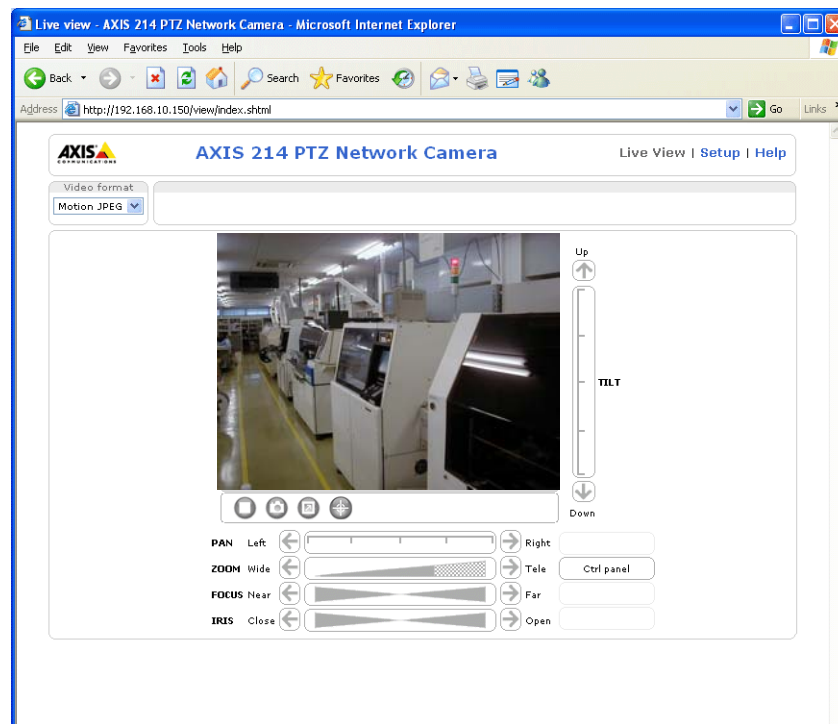 Live view - AXIS 214 PTZ Network Camera - Microsoft Internet Explorer
File Edit View Favorites Tools Help
Back Search Favorites
Address http://192.168.10.150/view/index.shtml Go Links
AXIS COMMUNICATIONS
AXIS 214 PTZ Network Camera
Live View | Setup | Help
Video format
Motion JPEG
Up
TILT
Down
PAN Left Right
ZOOM Wide Tele Ctrl panel
FOCUS Near Far
IRIS Close Open